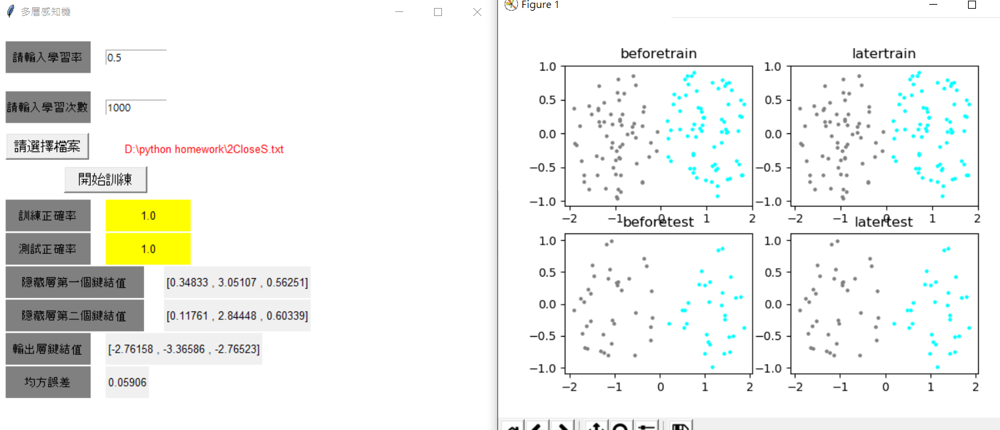 多層感知機
請輸入學習率
0.5
請輸入學習次數
1000
請選擇檔案
D:\python homework\2CloseS.txt
開始訓練
訓練正確率
1.0
測試正確率
1.0
隱藏層第一個鍵結值
[0.34833 , 3.05107 , 0.56251]
隱藏層第二個鍵結值
[0.11761 , 2.84448 , 0.60339]
輸出層鍵結值
[-2.76158 , -3.36586 , -2.76523]
均方誤差
0.05906
Figure 1
beforetrain
1.0
0.5
0.0
−0.5
−1.0
−2 −1 0 1 2
latertrain
1.0
0.5
0.0
−0.5
−1.0
−2 −1 0 1 2
beforetest
1.0
0.5
0.0
−0.5
−1.0
−2 −1 0 1 2
latertest
1.0
0.5
0.0
−0.5
−1.0
−2 −1 0 1 2